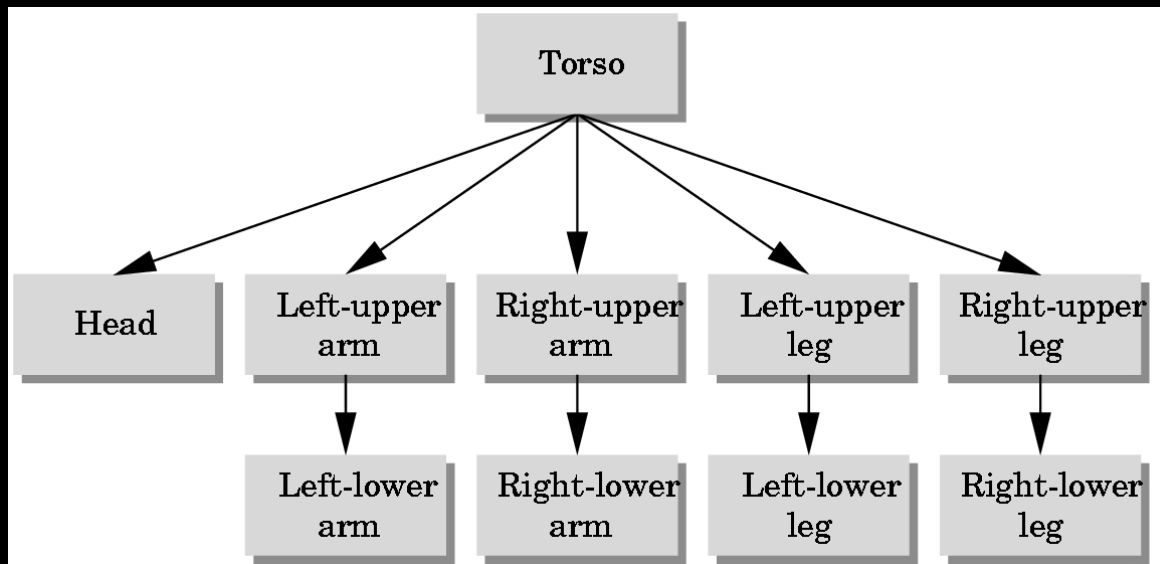 Torso
Head
Left-upper
arm
Right-upper
arm
Left-upper
leg
Right-upper
leg
Left-lower
arm
Right-lower
arm
Left-lower
leg
Right-lower
leg